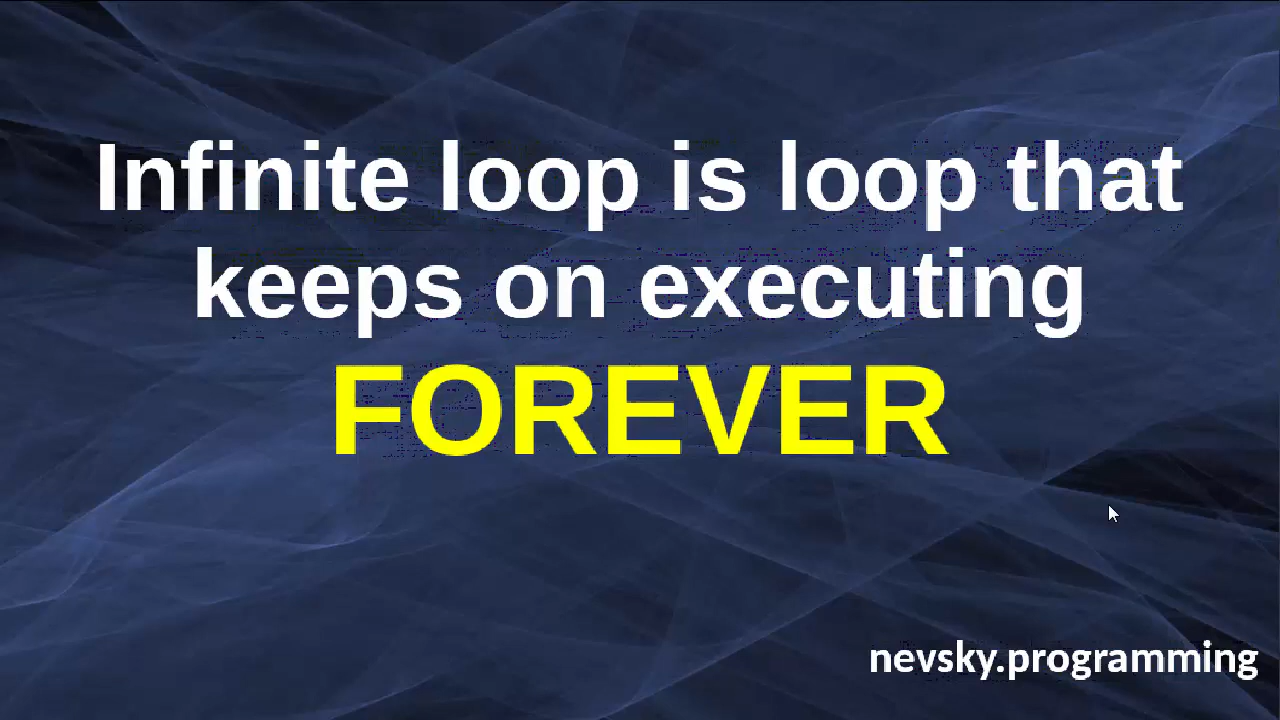 Infinite loop is loop that
keeps on executing
FOREVER
nevsky.programming